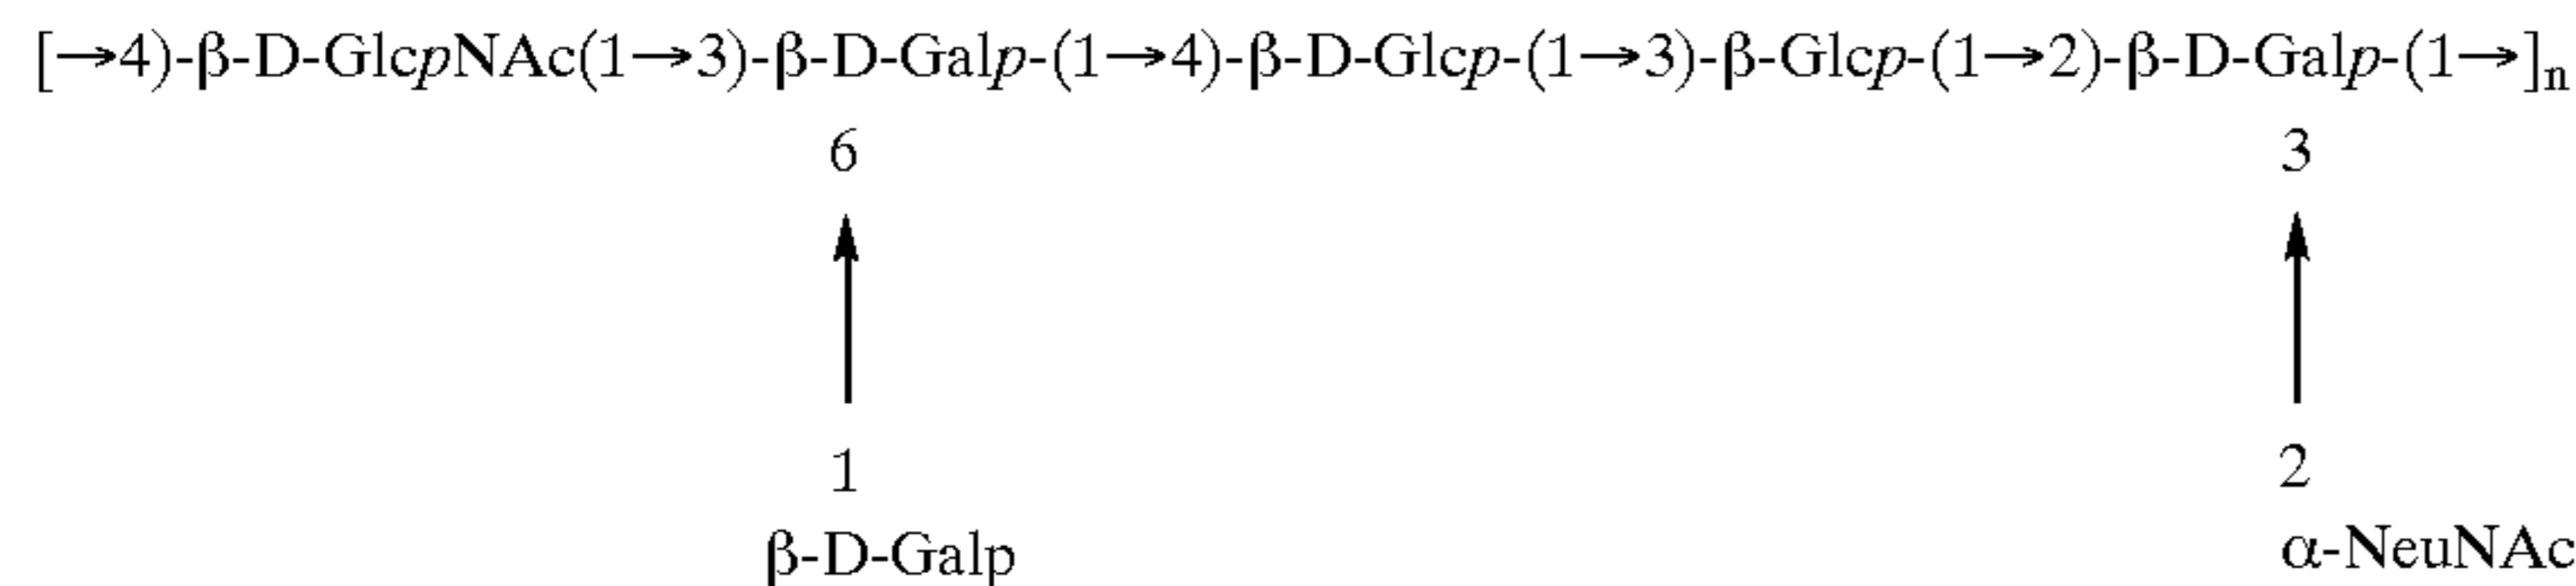 [→4)-β-D-GlcpNAc(1→3)-β-D-Galp-(1→4)-β-D-Glcp-(1→3)-β-Glcp-(1→2)-β-D-Galp-(1→]n
6 3
1 2
β-D-Galp α-NeuNAc